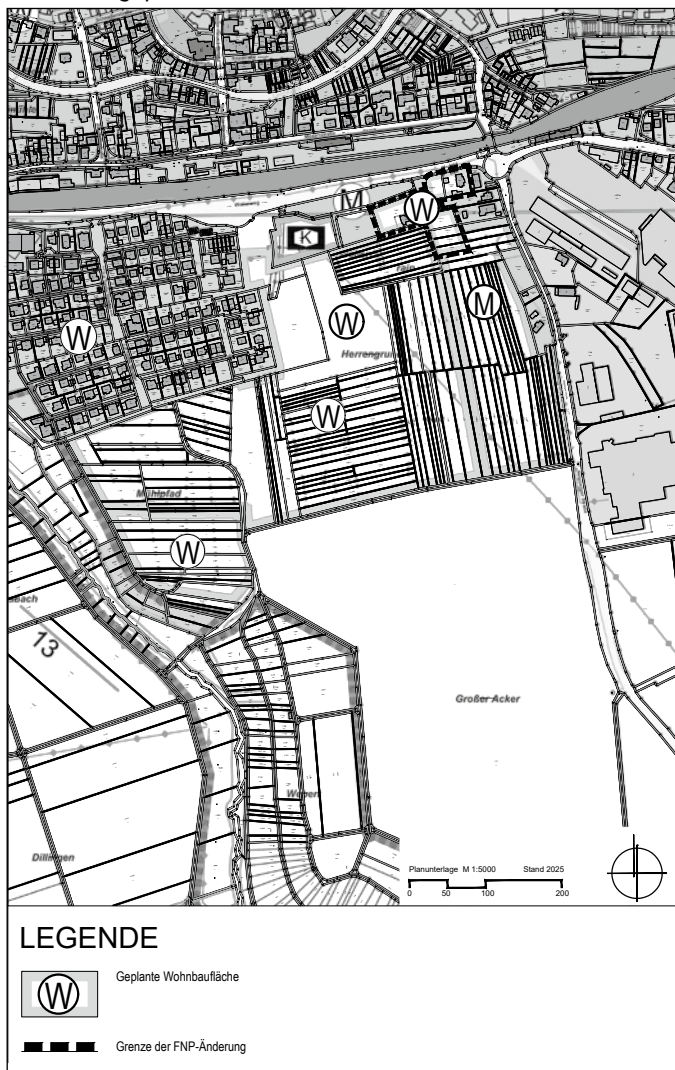 M
W
K
M
W
W
Herrengrund
W
Mühlpfad
W
13
Großer Acker
Dillingen
Planunterlage M 1:5000 Stand 2025
0 50 100 200
LEGENDE
W Geplante Wohnbaufläche
Grenze der FNP-Änderung